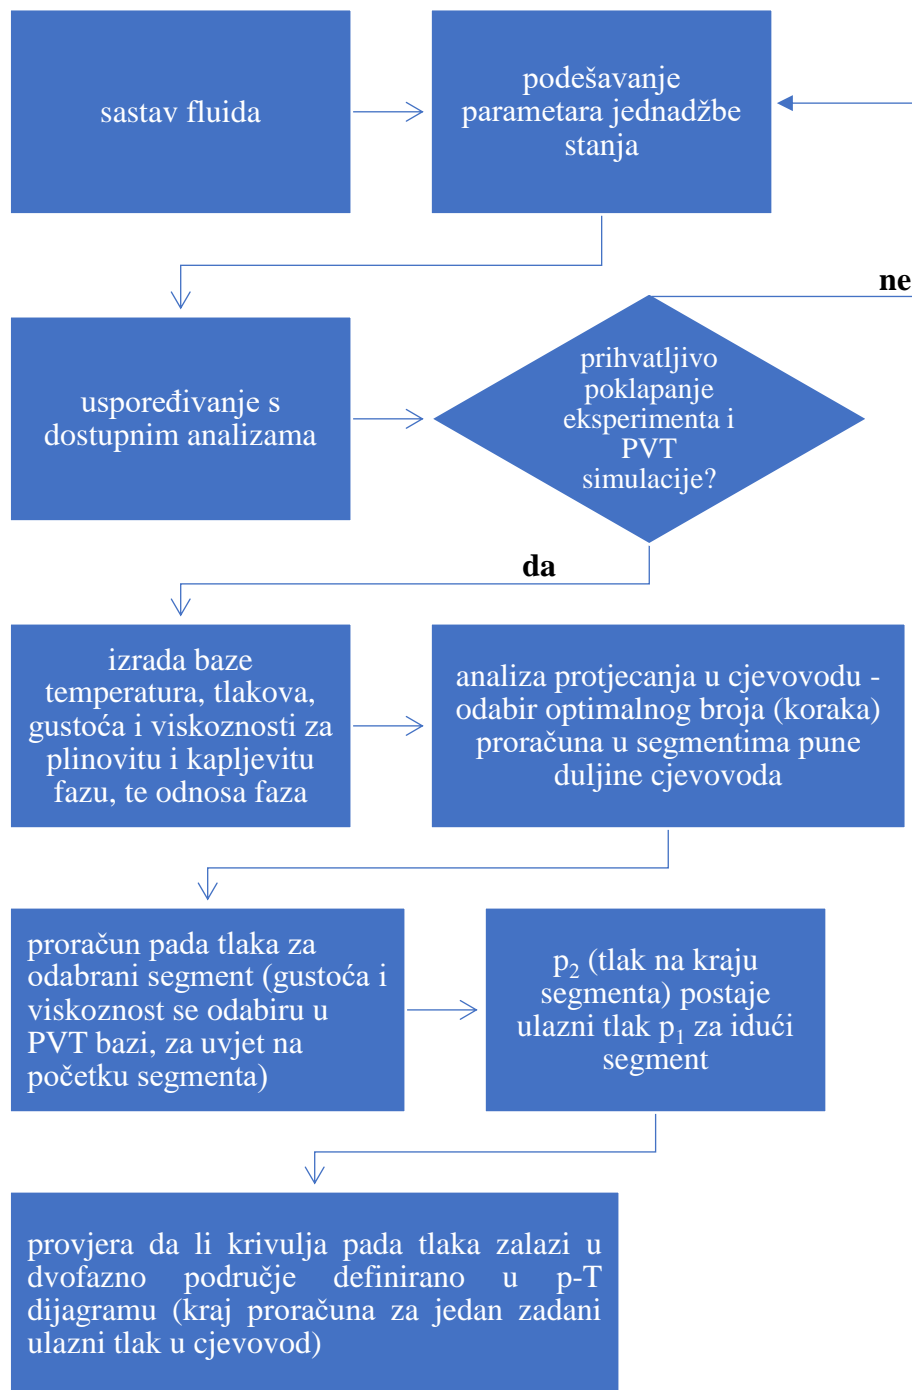 sastav fluida
podešavanje
parametara jednadžbe
stanja
ne
uspoređivanje s
dostupnim analizama
prihvatljivo
poklapanje
eksperimenta i
PVT
simulacije?
da
izrada baze
temperatura, tlakova,
gustoća i viskoznosti za
plinovitu i kapljevitu
fazu, te odnosa faza
analiza protjecanja u cjevovodu -
odabir optimalnog broja (koraka)
proračuna u segmentima pune
duljine cjevovoda
proračun pada tlaka za
odabrani segment (gustoća i
viskoznost se odabiru u
PVT bazi, za uvjet na
početku segmenta)
p₂ (tlak na kraju
segmenta) postaje
ulazni tlak p₁ za idući
segment
provjera da li krivulja pada tlaka zalazi u
dvofazno područje definirano u p-T
dijagramu (kraj proračuna za jedan zadani
ulazni tlak u cjevovod)